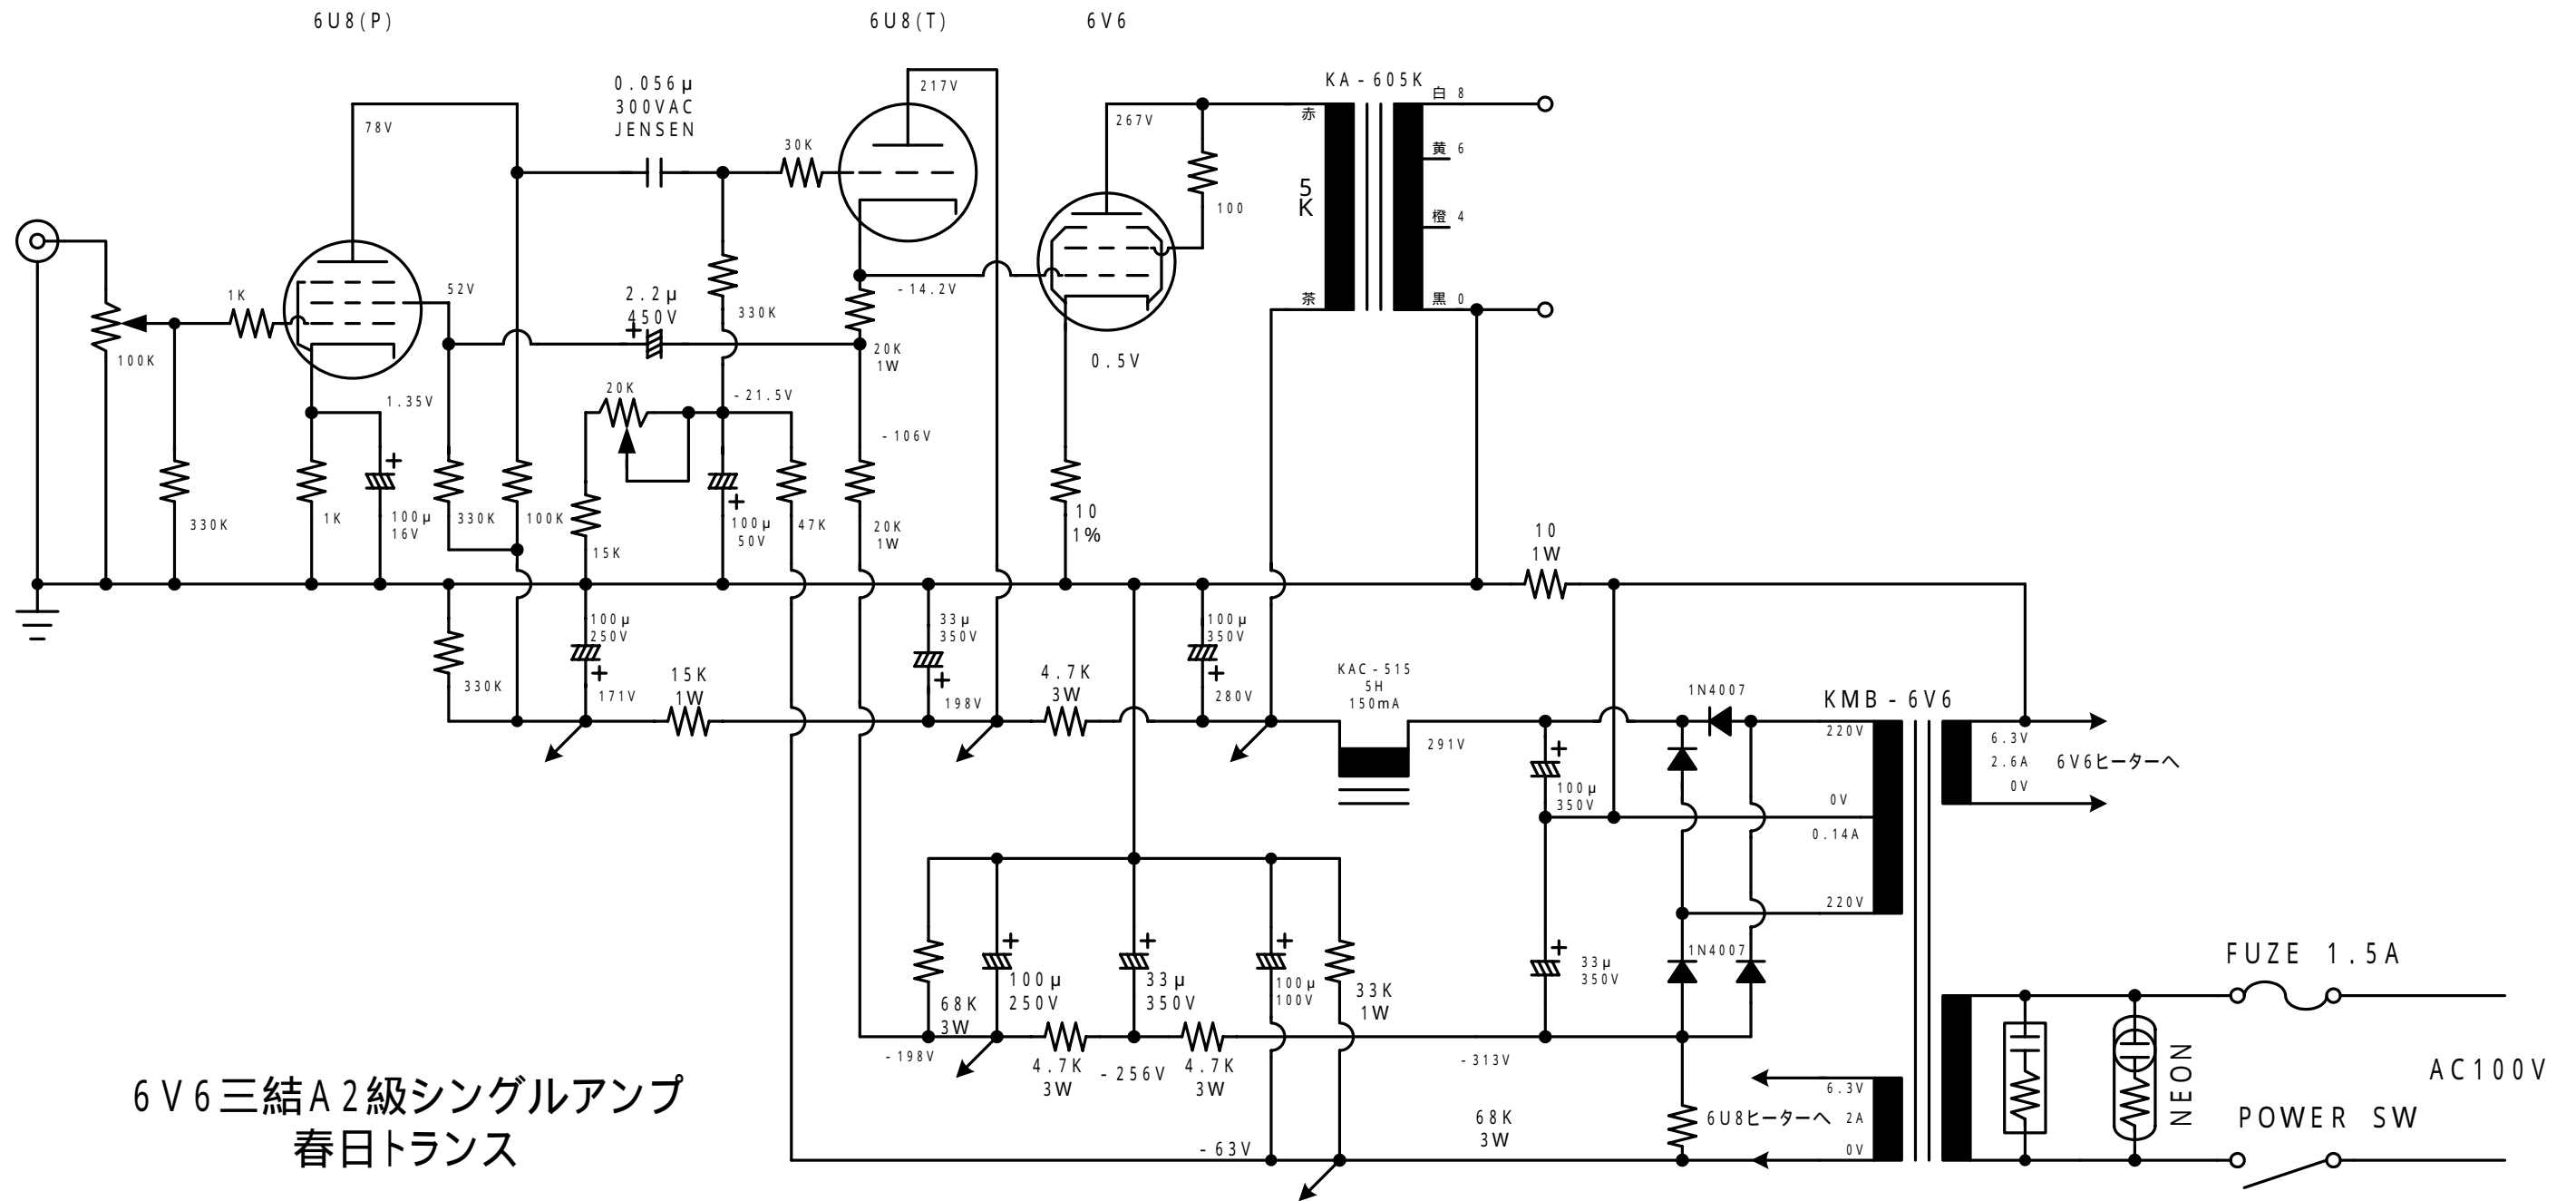 6U8(P)
6U8(T)
6V6
0.056μ
300VAC
JENSEN
KA-605K
白 8
赤
217V
78V
267V
30K
黄 6
5
K
100
橙 4
52V
1K
2.2μ
450V
-14.2V
茶
黒 0
330K
100K
20K
1W
0.5V
20K
-21.5V
1.35V
-106V
330K
1K
100μ
16V
330K
100K
15K
100μ
50V
47K
20K
1W
10
1%
10
1W
100μ
250V
33μ
350V
100μ
350V
330K
15K
1W
171V
198V
4.7K
3W
280V
KAC-515
5H
150mA
291V
1N4007
KMB-6V6
220V
6.3V
2.6A
0V
6V6ヒーターへ
100μ
350V
0V
0.14A
220V
1N4007
33μ
350V
FUZE 1.5A
68K
3W
100μ
250V
33μ
350V
100μ
100V
33K
1W
-198V
4.7K
3W
-256V
4.7K
3W
-313V
NEON
AC100V
6.3V
6U8ヒーターへ 2A
0V
68K
3W
-63V
POWER SW
6V6三結A2級シングルアンプ
春日トランス